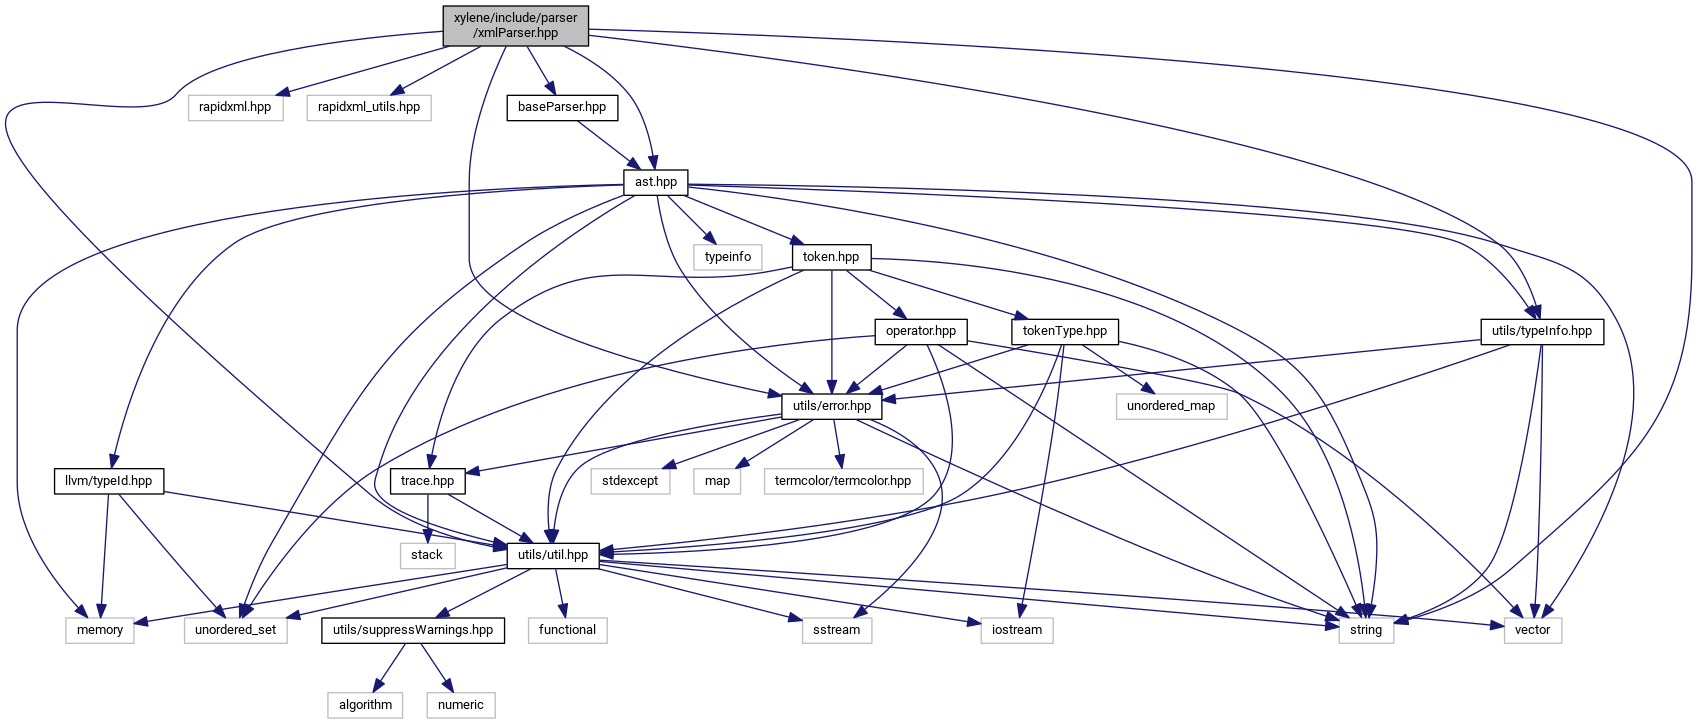 xylene/include/parser
/xmlParser.hpp
rapidxml.hpp
rapidxml_utils.hpp
baseParser.hpp
ast.hpp
typeinfo
token.hpp
operator.hpp
tokenType.hpp
utils/typeInfo.hpp
utils/error.hpp
unordered_map
llvm/typeId.hpp
trace.hpp
stdexcept
map
termcolor/termcolor.hpp
stack
utils/util.hpp
memory
unordered_set
utils/suppressWarnings.hpp
functional
sstream
iostream
string
vector
algorithm
numeric